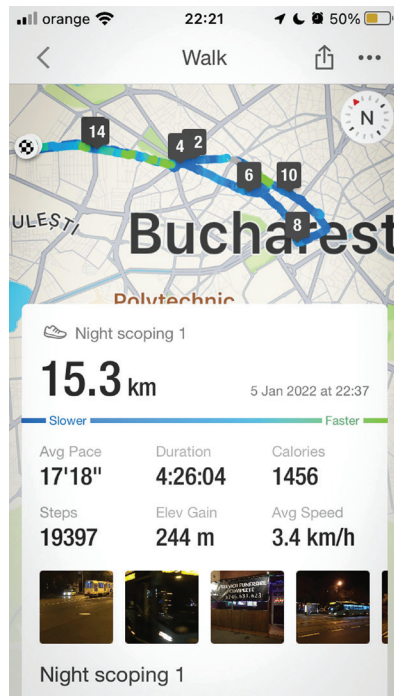 orange 22:21 50%
Walk
N
14
4 2
6 10
8
ULEȘTI
Bucharest
Polytechnic
Night scoping 1
15.3 km 5 Jan 2022 at 22:37
Slower Faster
Avg Pace Duration Calories
17'18" 4:26:04 1456
Steps Elev Gain Avg Speed
19397 244 m 3.4 km/h
Night scoping 1